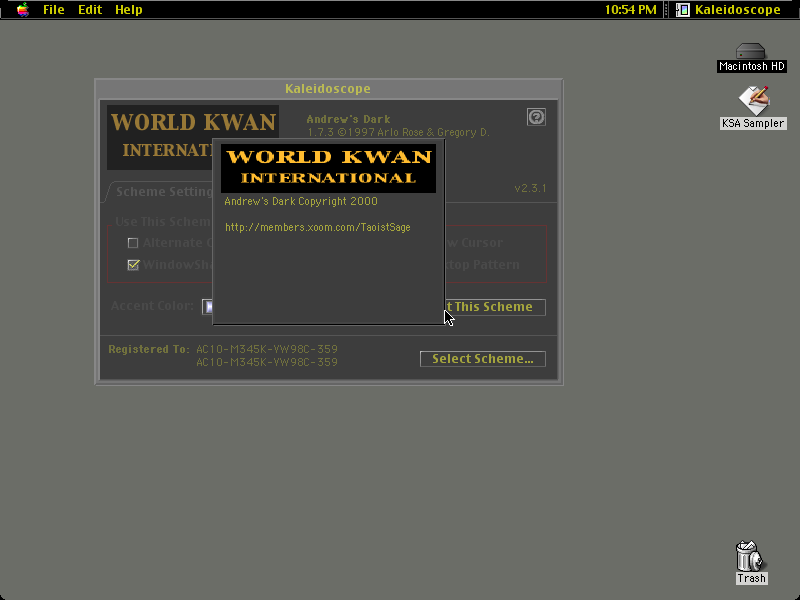 File Edit Help
10:54 PM
Kaleidoscope
Macintosh HD
KSA Sampler
Kaleidoscope
WORLD KWAN
INTERNATI
Andrew's Dark
1.7.3 ©1997 Arlo Rose & Gregory D.
v2.3.1
WORLD KWAN
INTERNATIONAL
Andrew's Dark Copyright 2000
http://members.xoom.com/TaoistSage
Scheme Setting
Use This Scheme
Alternate
Cursor
WindowSha
top Pattern
Accent Color:
t This Scheme
Registered To: AC10-M345K-YW98C-359
AC10-M345K-YW98C-359
Select Scheme...
Trash